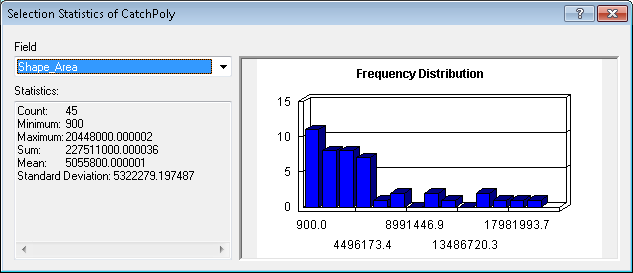 Selection Statistics of CatchPoly
Field
Shape_Area
Statistics:
Count: 45
Minimum: 900
Maximum: 20448000.000002
Sum: 227511000.000036
Mean: 5055800.000001
Standard Deviation: 5322279.197487
Frequency Distribution
15
10
5
0
900.0 8991446.9 17981993.7
4496173.4 13486720.3